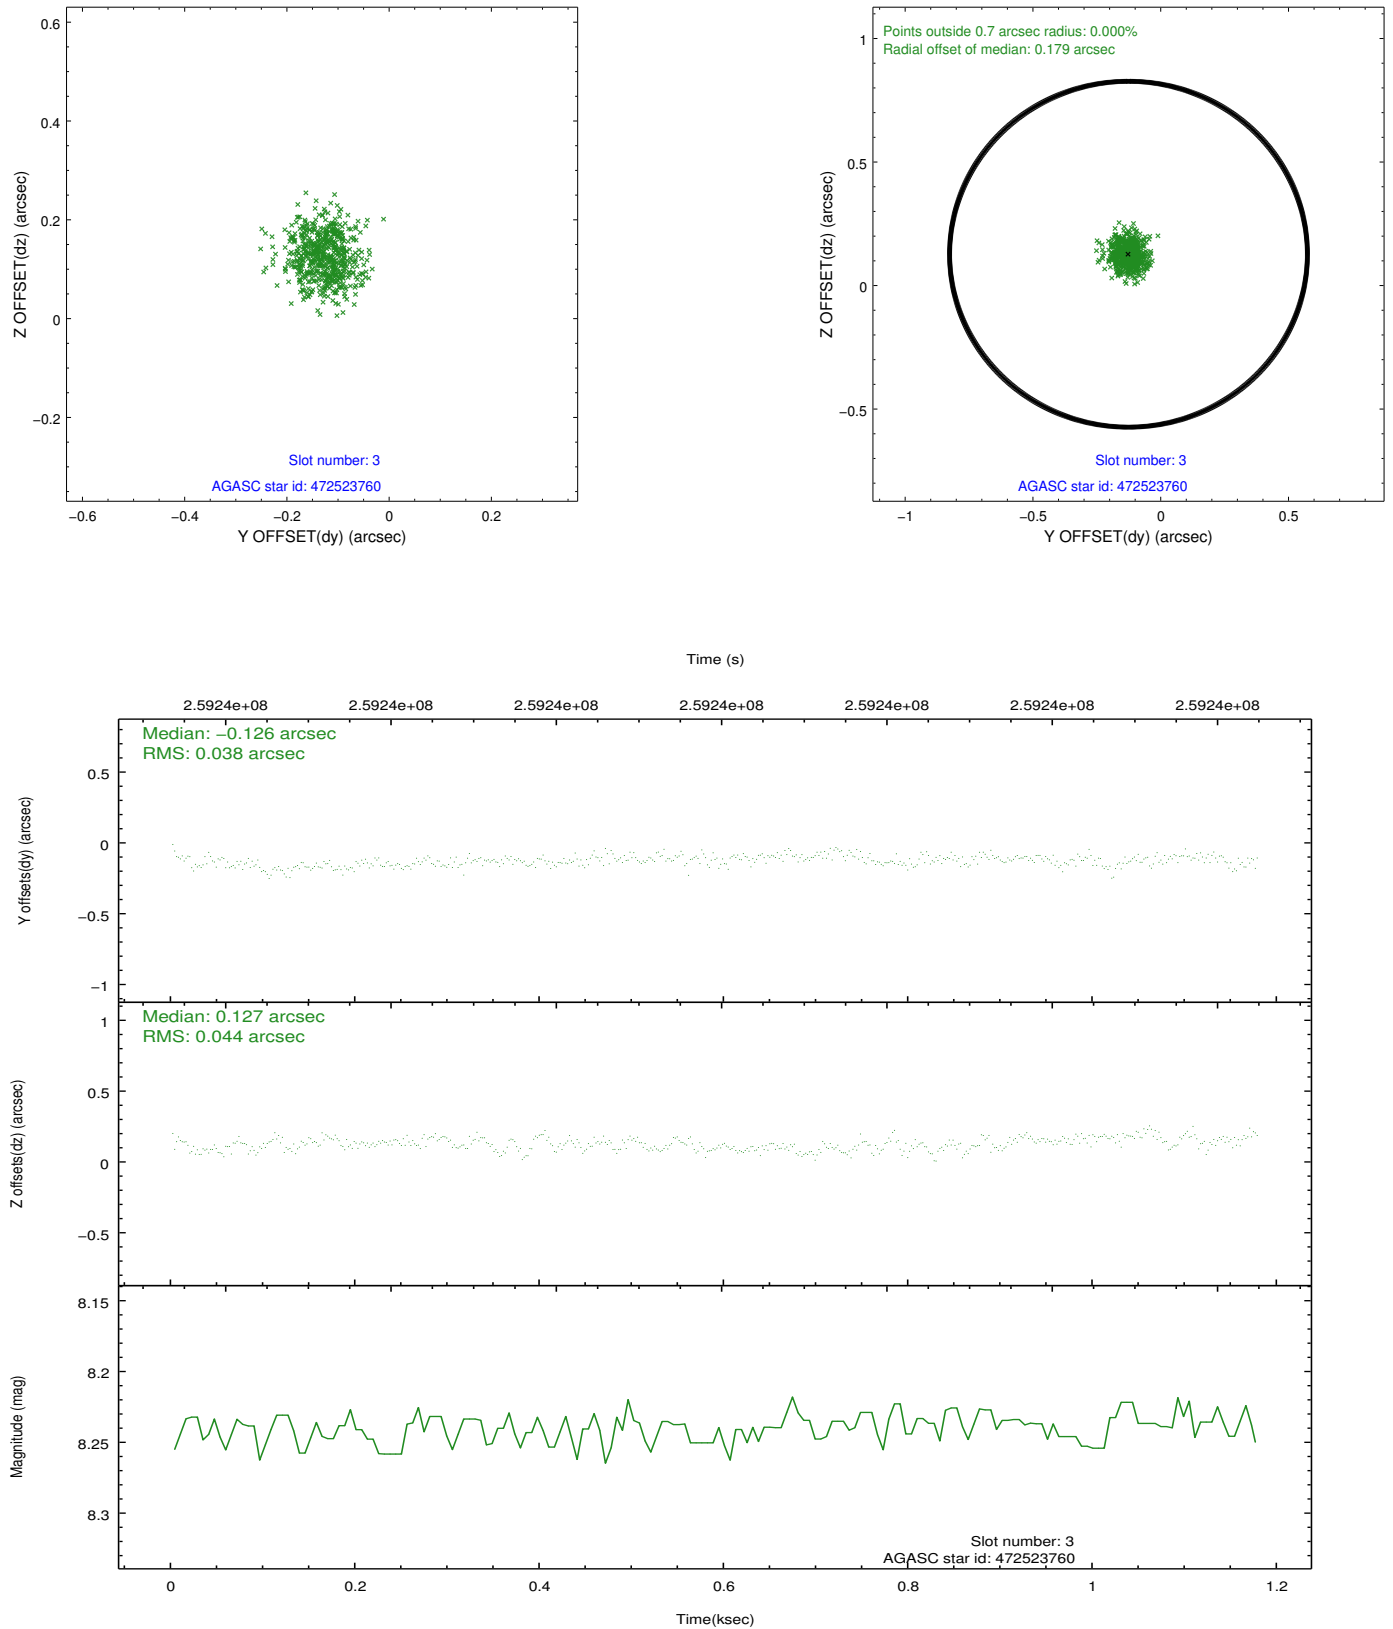 0.6
0.4
0.2
0
−0.2
Z OFFSET(dz) (arcsec)
Slot number: 3
AGASC star id: 472523760
−0.6 −0.4 −0.2 0 0.2
Y OFFSET(dy) (arcsec)
Points outside 0.7 arcsec radius: 0.000%
Radial offset of median: 0.179 arcsec
1
0.5
0
−0.5
Z OFFSET(dz) (arcsec)
Slot number: 3
AGASC star id: 472523760
−1 −0.5 0 0.5
Y OFFSET(dy) (arcsec)
Time (s)
2.5924e+08 2.5924e+08 2.5924e+08 2.5924e+08 2.5924e+08 2.5924e+08 2.5924e+08
Median: −0.126 arcsec
RMS: 0.038 arcsec
0.5
0
−0.5
−1
Y offsets(dy) (arcsec)
Median: 0.127 arcsec
RMS: 0.044 arcsec
1
0.5
0
−0.5
Z offsets(dz) (arcsec)
8.15
8.2
8.25
8.3
Magnitude (mag)
Slot number: 3
AGASC star id: 472523760
0 0.2 0.4 0.6 0.8 1 1.2
Time(ksec)